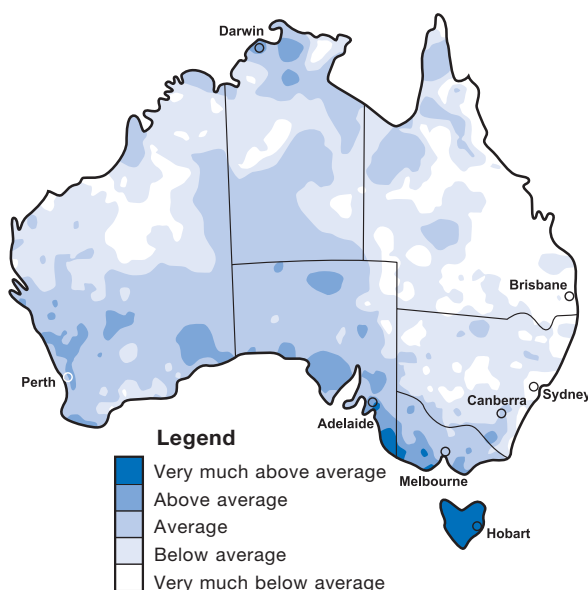 Darwin
Brisbane
Perth
Sydney
Canberra
Adelaide
Legend
Melbourne
Very much above average
Above average
Average
Hobart
Below average
Very much below average